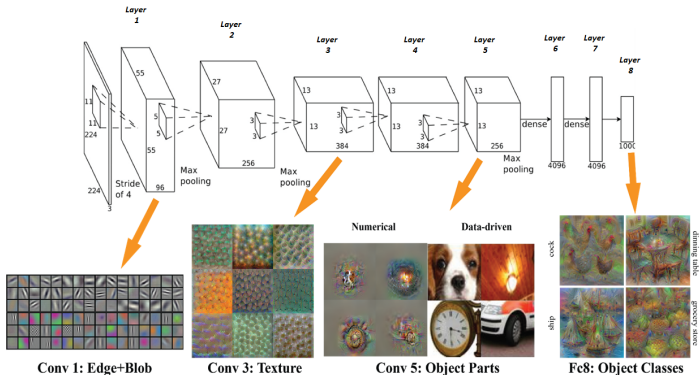 Layer
1
Layer
2
Layer
3
Layer
4
Layer
5
Layer
6
Layer
7
Layer
8
55
27
13
13
13
11
11
224
5
5
3
3
3
3
3
3
55
27
13
13
13
dense
dense
1000
224
3
Stride
of 4
96
Max
pooling
256
Max
pooling
384
384
256
Max
pooling
4096
4096
Numerical
Data-driven
cock
dinning table
ship
grocery store
Conv 1: Edge+Blob
Conv 3: Texture
Conv 5: Object Parts
Fc8: Object Classes